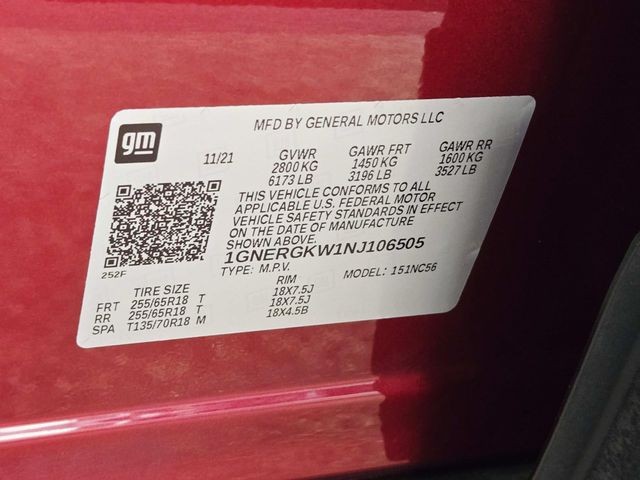 gm
MFD BY GENERAL MOTORS LLC
11/21 GVWR GAWR FRT GAWR RR
2800 KG 1450 KG 1600 KG
6173 LB 3196 LB 3527 LB
THIS VEHICLE CONFORMS TO ALL
APPLICABLE U.S. FEDERAL MOTOR
VEHICLE SAFETY STANDARDS IN EFFECT
ON THE DATE OF MANUFACTURE
SHOWN ABOVE.
1GNERGKW1NJ106505
252F
TYPE: M.P.V. MODEL: 151NC56
TIRE SIZE RIM
FRT 255/65R18 T 18X7.5J
RR 255/65R18 T 18X7.5J
SPA T135/70R18 M 18X4.5B